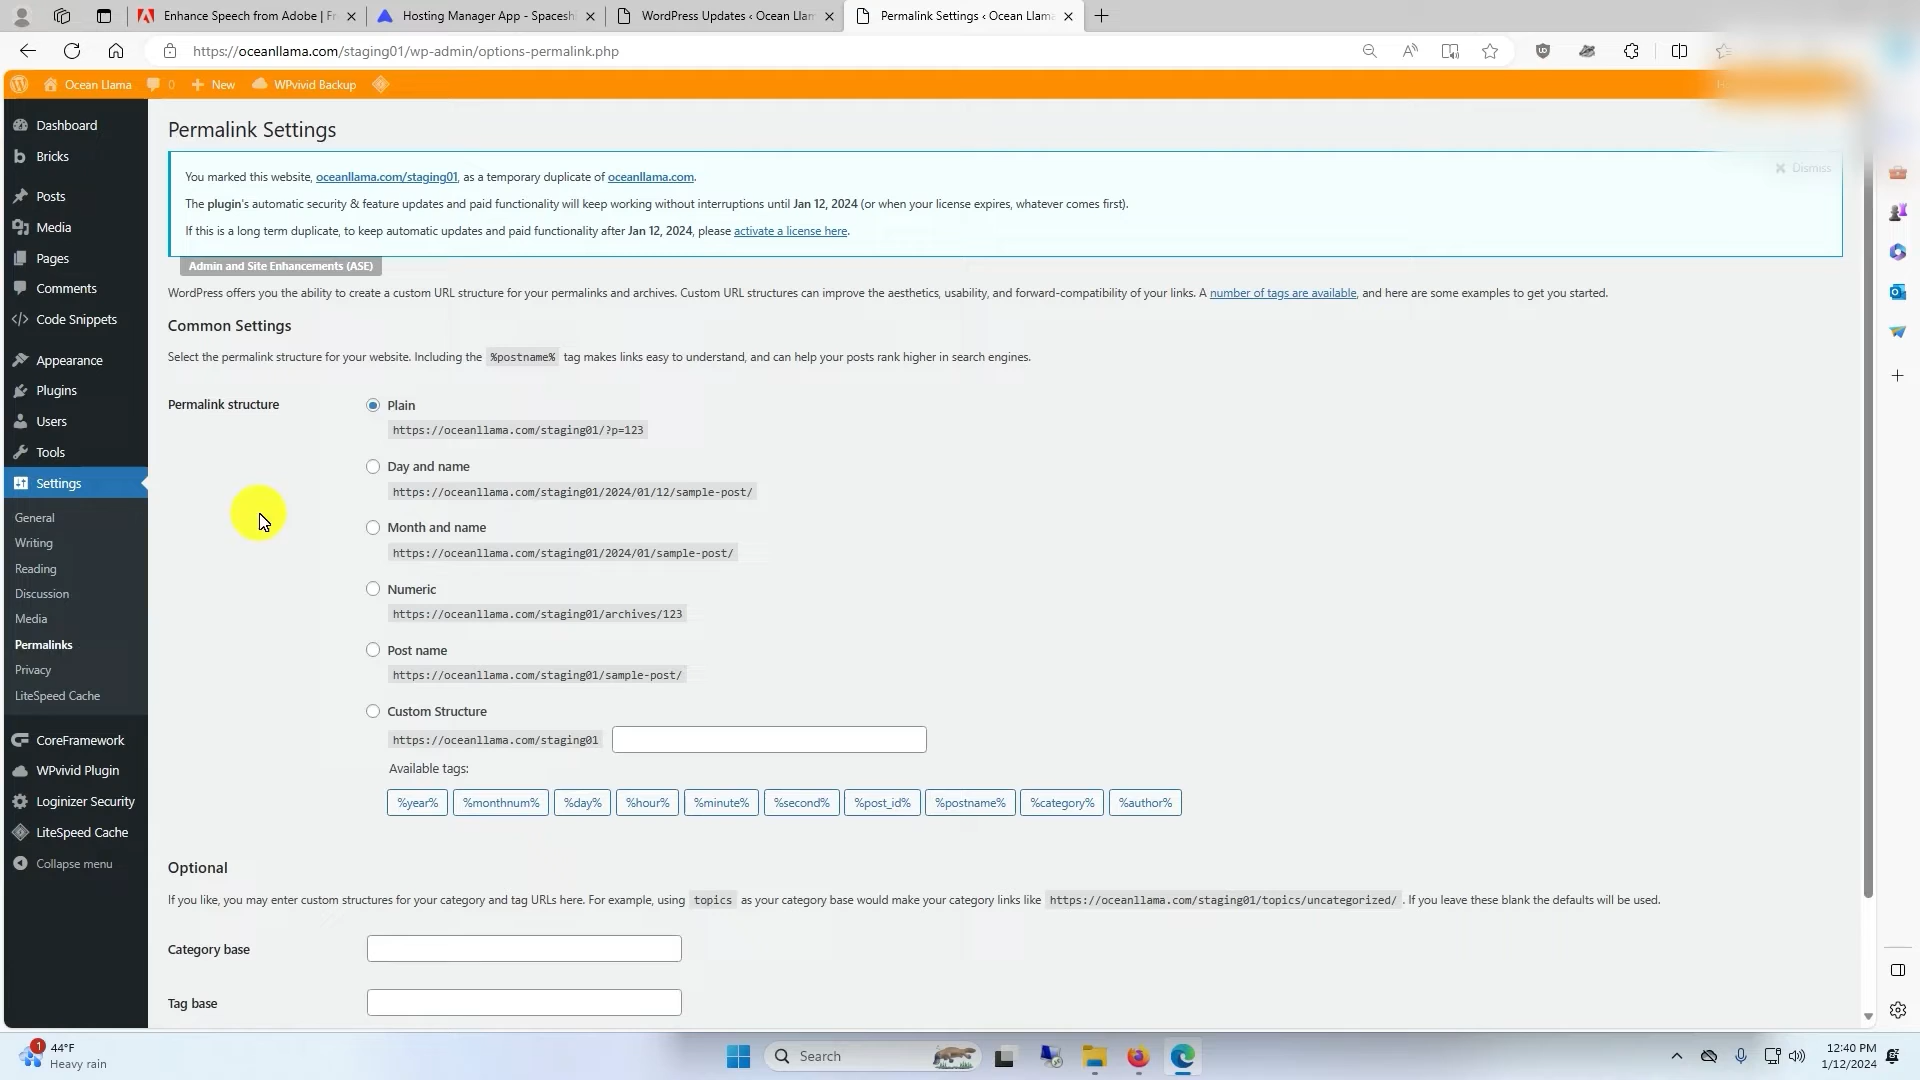 Enhance Speech from Adobe | Fr
Hosting Manager App - Spacesh
WordPress Updates ‹ Ocean Llam
Permalink Settings ‹ Ocean Llama
https://oceanllama.com/staging01/wp-admin/options-permalink.php
Ocean Llama
0
New
WPvivid Backup
Dashboard
Bricks
Posts
Media
Pages
Comments
Code Snippets
Appearance
Plugins
Users
Tools
Settings
General
Writing
Reading
Discussion
Media
Permalinks
Privacy
LiteSpeed Cache
CoreFramework
WPvivid Plugin
Loginizer Security
LiteSpeed Cache
Collapse menu
Permalink Settings
Dismiss
You marked this website, oceanllama.com/staging01, as a temporary duplicate of oceanllama.com.
The plugin's automatic security & feature updates and paid functionality will keep working without interruptions until Jan 12, 2024 (or when your license expires, whatever comes first).
If this is a long term duplicate, to keep automatic updates and paid functionality after Jan 12, 2024, please activate a license here.
Admin and Site Enhancements (ASE)
WordPress offers you the ability to create a custom URL structure for your permalinks and archives. Custom URL structures can improve the aesthetics, usability, and forward-compatibility of your links. A number of tags are available, and here are some examples to get you started.
Common Settings
Select the permalink structure for your website. Including the %postname% tag makes links easy to understand, and can help your posts rank higher in search engines.
Permalink structure
Plain
https://oceanllama.com/staging01/?p=123
Day and name
https://oceanllama.com/staging01/2024/01/12/sample-post/
Month and name
https://oceanllama.com/staging01/2024/01/sample-post/
Numeric
https://oceanllama.com/staging01/archives/123
Post name
https://oceanllama.com/staging01/sample-post/
Custom Structure
https://oceanllama.com/staging01
Available tags:
%year% %monthnum% %day% %hour% %minute% %second% %post_id% %postname% %category% %author%
Optional
If you like, you may enter custom structures for your category and tag URLs here. For example, using topics as your category base would make your category links like https://oceanllama.com/staging01/topics/uncategorized/ . If you leave these blank the defaults will be used.
Category base
Tag base
1
44°F
Heavy rain
Search
12:40 PM
1/12/2024